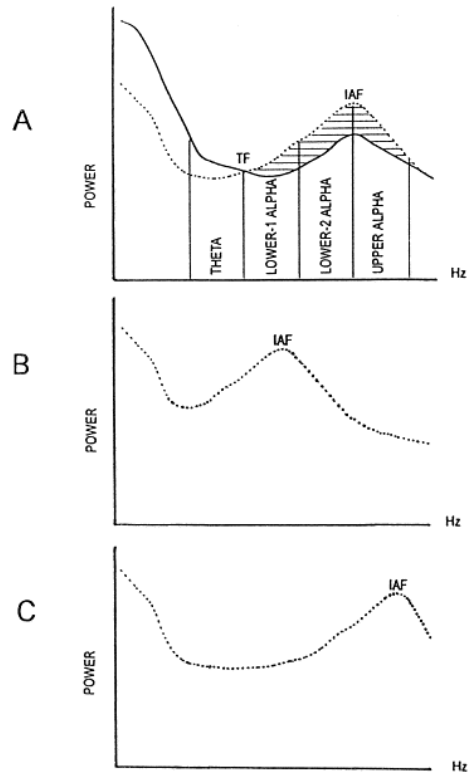 A
POWER
TF
IAF
THETA
LOWER-1 ALPHA
LOWER-2 ALPHA
UPPER ALPHA
Hz
B
POWER
IAF
Hz
C
POWER
IAF
Hz